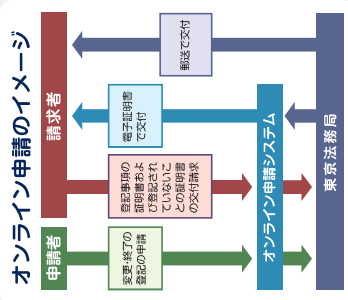 オンライン申請のイメージ
請求者
申請者
郵送で交付
電子証明書
で交付
登記事項の
証明書およ
び登記され
ていないこ
との証明書
の交付請求
変更・終了の
登記の申請
オンライン申請システム
東京法務局